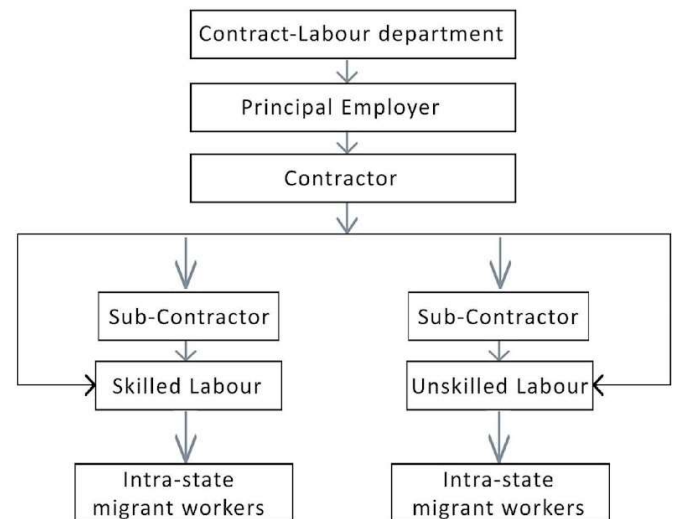 Contract-Labour department
Principal Employer
Contractor
Sub-Contractor
Sub-Contractor
Skilled Labour
Unskilled Labour
Intra-state
migrant workers
Intra-state
migrant workers